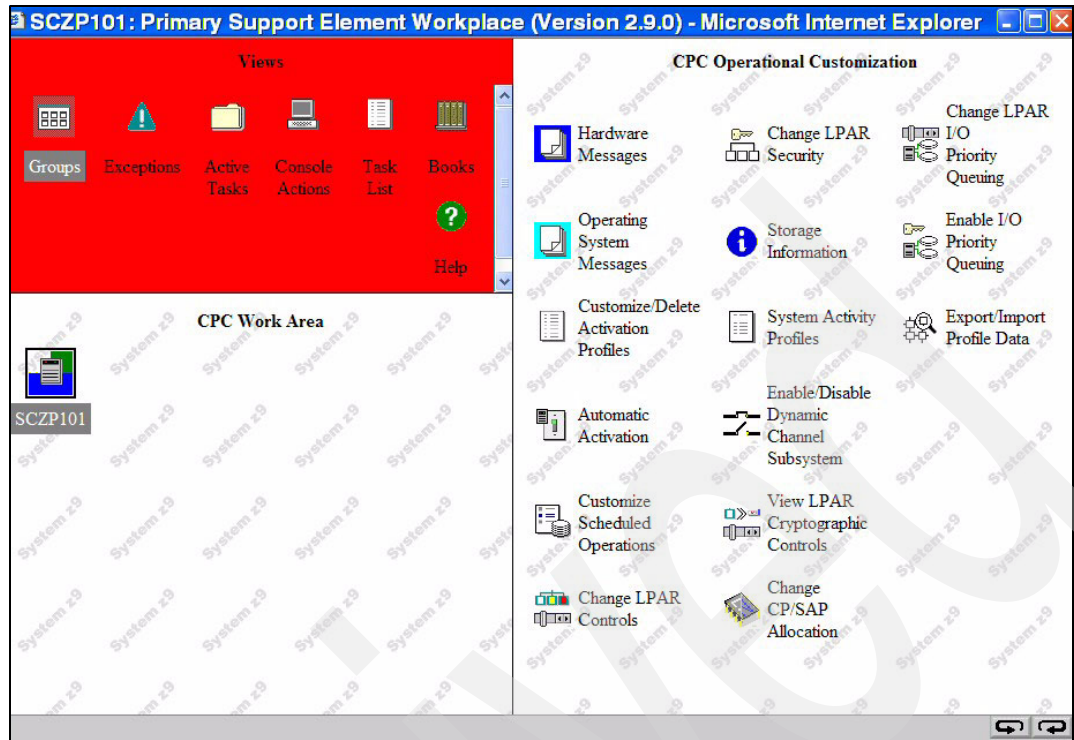 SCZP101: Primary Support Element Workplace (Version 2.9.0) - Microsoft Internet Explorer
Views
Groups
Exceptions
Active
Tasks
Console
Actions
Task
List
Books
?
Help
CPC Work Area
SCZP101
CPC Operational Customization
Hardware
Messages
Change LPAR
Security
Change LPAR
I/O
Priority
Queuing
Operating
System
Messages
i
Storage
Information
Enable I/O
Priority
Queuing
Customize/Delete
Activation
Profiles
System Activity
Profiles
Export/Import
Profile Data
Automatic
Activation
Enable/Disable
Dynamic
Channel
Subsystem
Customize
Scheduled
Operations
View LPAR
Cryptographic
Controls
Change LPAR
Controls
Change
CP/SAP
Allocation
System z9